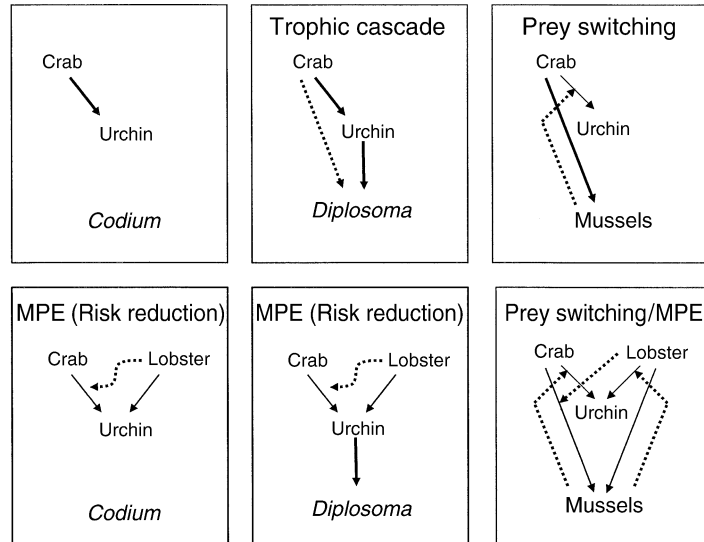 Crab
Urchin
Codium
Trophic cascade
Crab
Urchin
Diplosoma
Prey switching
Crab
Urchin
Mussels
MPE (Risk reduction)
Crab Lobster
Urchin
Codium
MPE (Risk reduction)
Crab Lobster
Urchin
Diplosoma
Prey switching/MPE
Crab Lobster
Urchin
Mussels